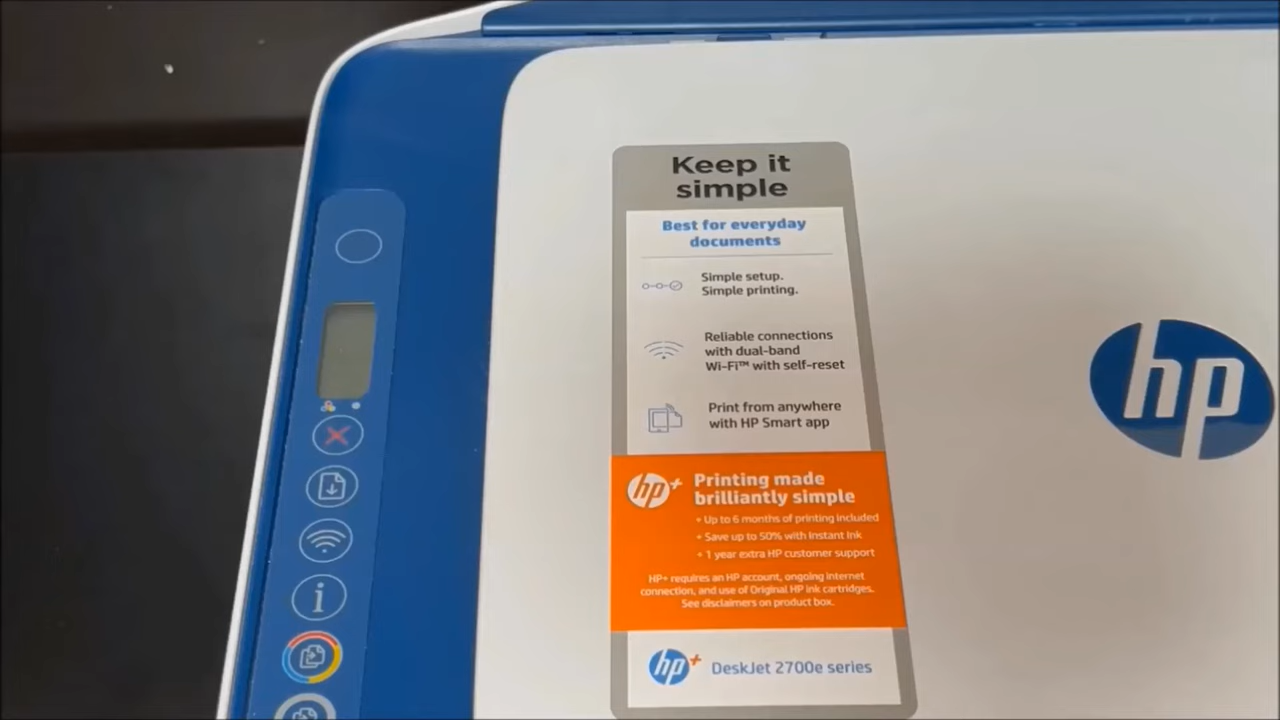 Keep it
simple
Best for everyday
documents
Simple setup.
Simple printing.
Reliable connections
with dual-band
Wi-Fi™ with self-reset
Print from anywhere
with HP Smart app
hp+
Printing made
brilliantly simple
• Up to 6 months of printing included
• Save up to 50% with Instant Ink
• 1 year extra HP customer support
HP+ requires an HP account, ongoing internet
connection, and use of Original HP ink cartridges.
See disclaimers on product box.
hp+ DeskJet 2700e series
hp
i